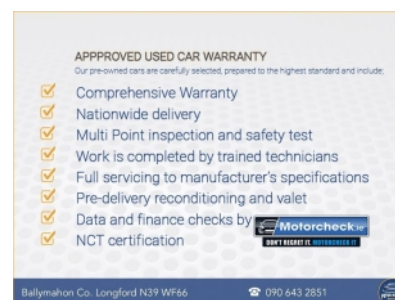 APPPROVED USED CAR WARRANTY
Our pre-owned cars are carefully selected, prepared to the highest standard and include;
Comprehensive Warranty
Nationwide delivery
Multi Point inspection and safety test
Work is completed by trained technicians
Full servicing to manufacturer's specifications
Pre-delivery reconditioning and valet
Data and finance checks by Motorcheck.ie
DON'T REGRET IT, MOTORCHECK IT
NCT certification
Ballymahon Co. Longford N39 WF66 090 643 2851